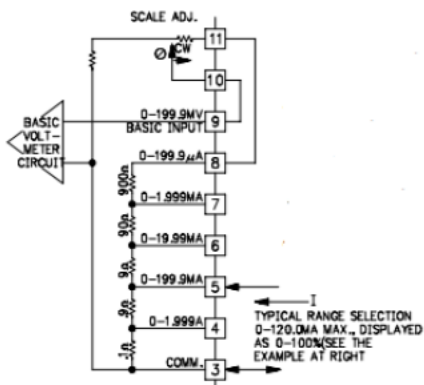 SCALE ADJ.
11
CW
10
0-199.9MV
BASIC INPUT
9
BASIC
VOLT-
METER
CIRCUIT
0-199.9µA
8
900Ω
0-1.999MA
7
90Ω
0-19.99MA
6
9Ω
0-199.9MA
5
I
TYPICAL RANGE SELECTION
0-120.0MA MAX., DISPLAYED
AS 0-100%(SEE THE
EXAMPLE AT RIGHT
.9Ω
0-1.999A
4
.1Ω
COMM.
3